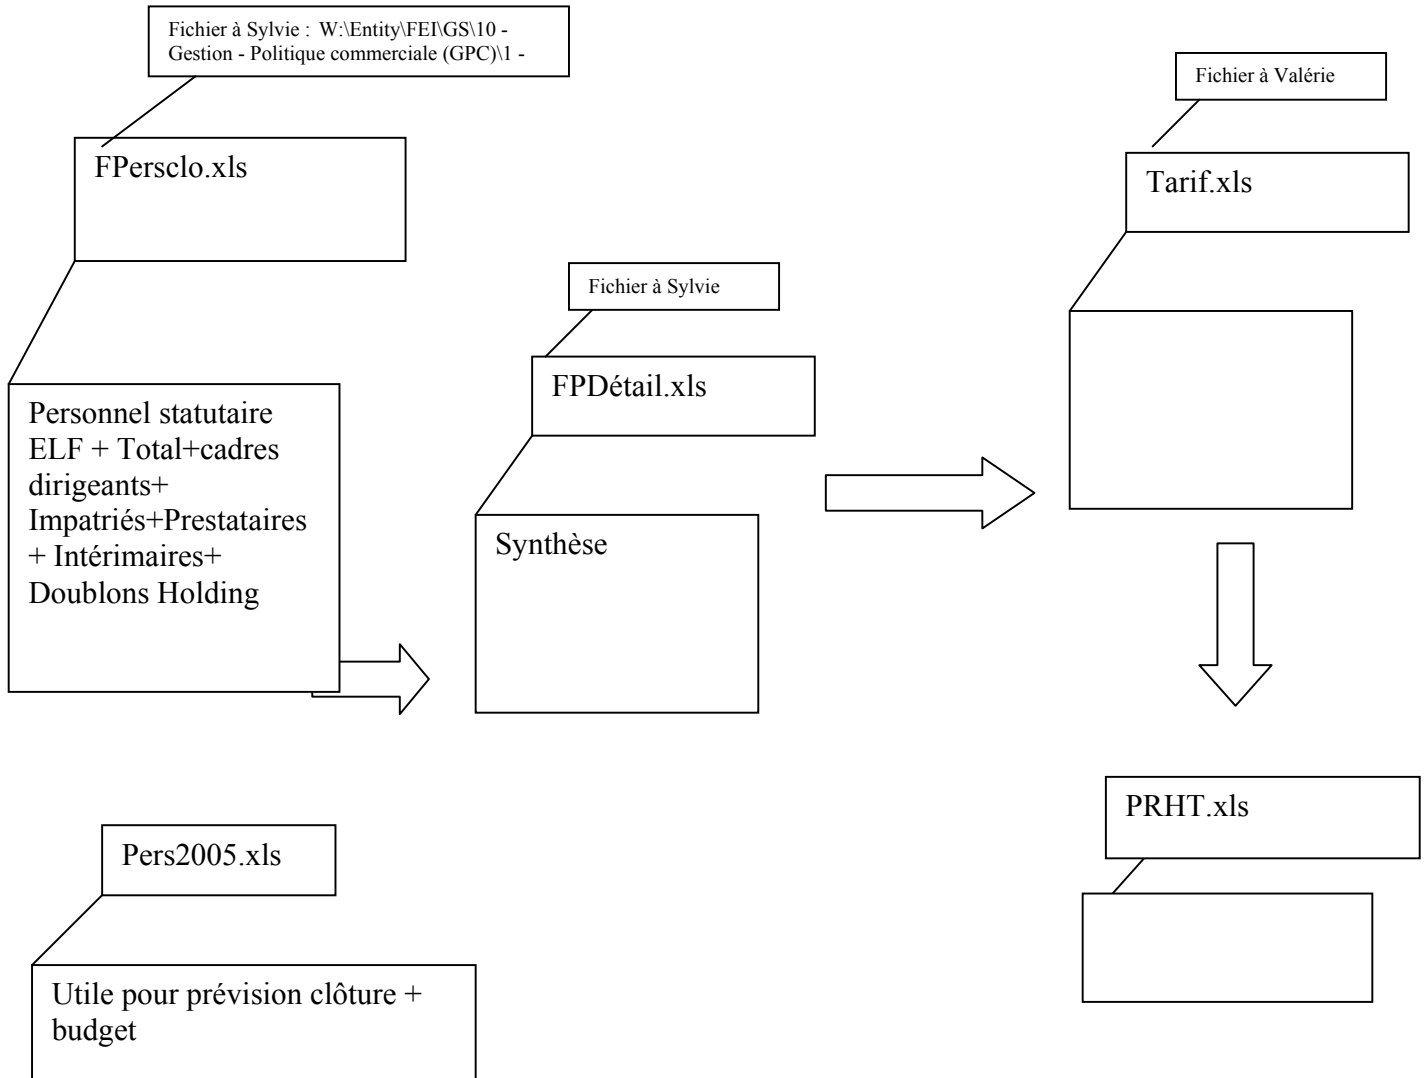 Fichier à Sylvie : W:\Entity\FEI\GS\10 -
Gestion - Politique commerciale (GPC)\1 -
Fichier à Valérie
FPersclo.xls
Tarif.xls
Fichier à Sylvie
FPDétail.xls
Personnel statutaire
ELF + Total+cadres
dirigeants+
Impatriés+Prestataires
+ Intérimaires+
Doublons Holding
Synthèse
PRHT.xls
Pers2005.xls
Utile pour prévision clôture +
budget